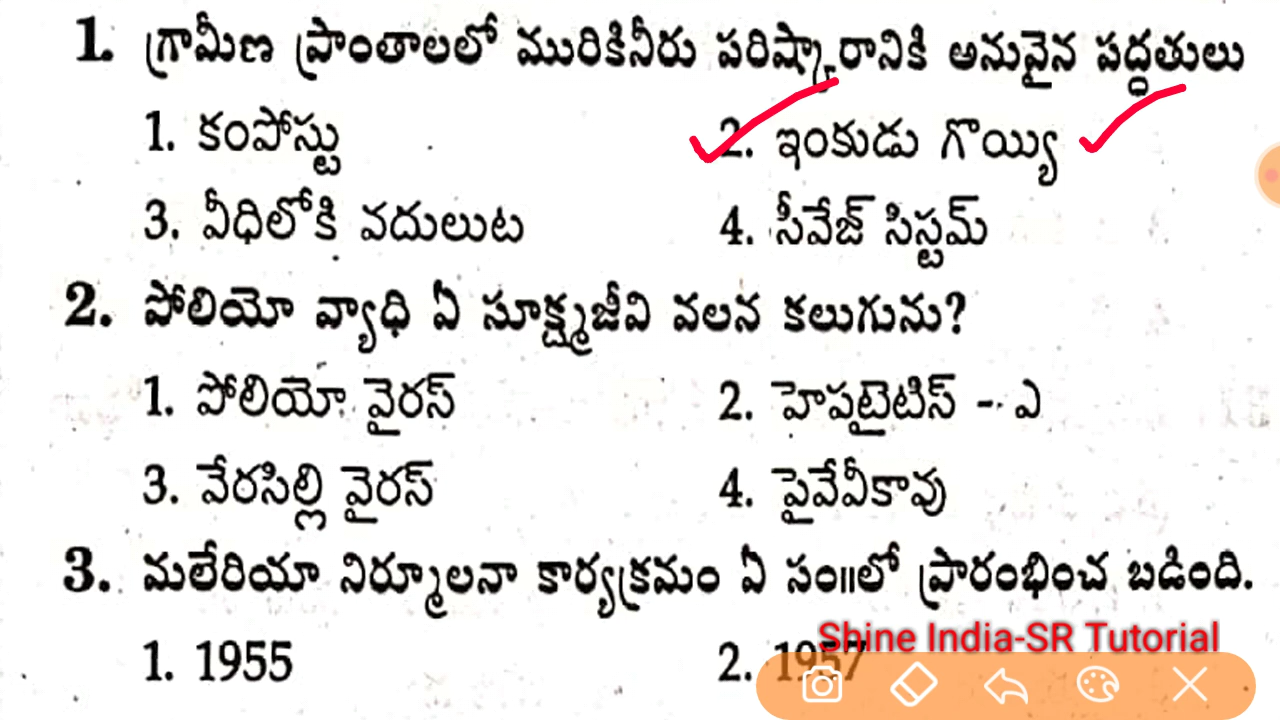 1. గ్రామీణ ప్రాంతాలలో మురికినీరు పరిష్కారానికి అనువైన పద్ధతులు
1. కంపోస్టు 2. ఇంకుడు గొయ్యి
3. వీధిలోకి వదులుట 4. సీవేజ్ సిస్టమ్
2. పోలియో వ్యాధి ఏ సూక్ష్మజీవి వలన కలుగును?
1. పోలియో వైరస్ 2. హెపటైటిస్ - ఎ
3. వేరసిల్లి వైరస్ 4. పైవేవీకావు
3. మలేరియా నిర్మూలనా కార్యక్రమం ఏ సం॥లో ప్రారంభించ బడింది.
Shine India-SR Tutorial
1. 1955 2. 1957